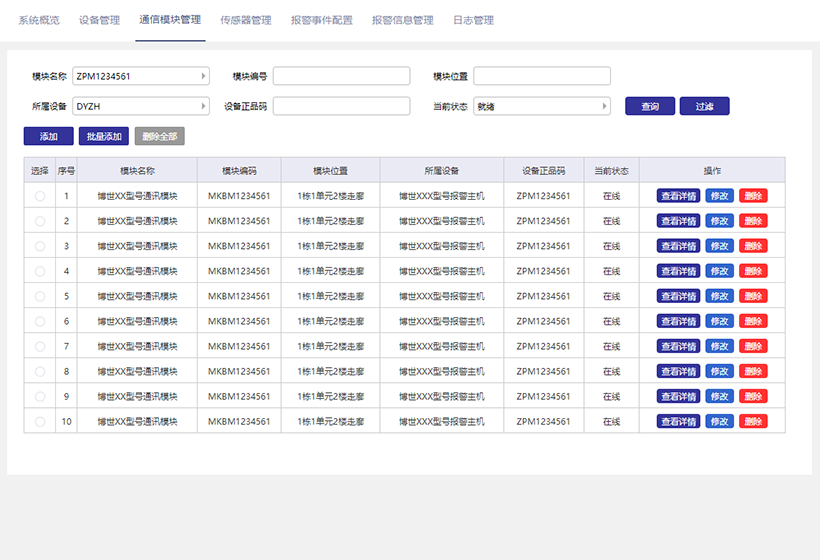 系统概览 设备管理 通信模块管理 传感器管理 报警事件配置 报警信息管理 日志管理
模块名称 ZPM1234561 模块编号 模块位置
所属设备 DYZH 设备正品码 当前状态 就绪 查询 过滤
添加 批量添加 删除全部
选择 序号 模块名称 模块编码 模块位置 所属设备 设备正品码 当前状态 操作
1 博世XX型号通讯模块 MKBM1234561 1栋1单元2楼走廊 博世XXX型号报警主机 ZPM1234561 在线 查看详情 修改 删除
2 博世XX型号通讯模块 MKBM1234561 1栋1单元2楼走廊 博世XXX型号报警主机 ZPM1234561 在线 查看详情 修改 删除
3 博世XX型号通讯模块 MKBM1234561 1栋1单元2楼走廊 博世XXX型号报警主机 ZPM1234561 在线 查看详情 修改 删除
4 博世XX型号通讯模块 MKBM1234561 1栋1单元2楼走廊 博世XXX型号报警主机 ZPM1234561 在线 查看详情 修改 删除
5 博世XX型号通讯模块 MKBM1234561 1栋1单元2楼走廊 博世XXX型号报警主机 ZPM1234561 在线 查看详情 修改 删除
6 博世XX型号通讯模块 MKBM1234561 1栋1单元2楼走廊 博世XXX型号报警主机 ZPM1234561 在线 查看详情 修改 删除
7 博世XX型号通讯模块 MKBM1234561 1栋1单元2楼走廊 博世XXX型号报警主机 ZPM1234561 在线 查看详情 修改 删除
8 博世XX型号通讯模块 MKBM1234561 1栋1单元2楼走廊 博世XXX型号报警主机 ZPM1234561 在线 查看详情 修改 删除
9 博世XX型号通讯模块 MKBM1234561 1栋1单元2楼走廊 博世XXX型号报警主机 ZPM1234561 在线 查看详情 修改 删除
10 博世XX型号通讯模块 MKBM1234561 1栋1单元2楼走廊 博世XXX型号报警主机 ZPM1234561 在线 查看详情 修改 删除